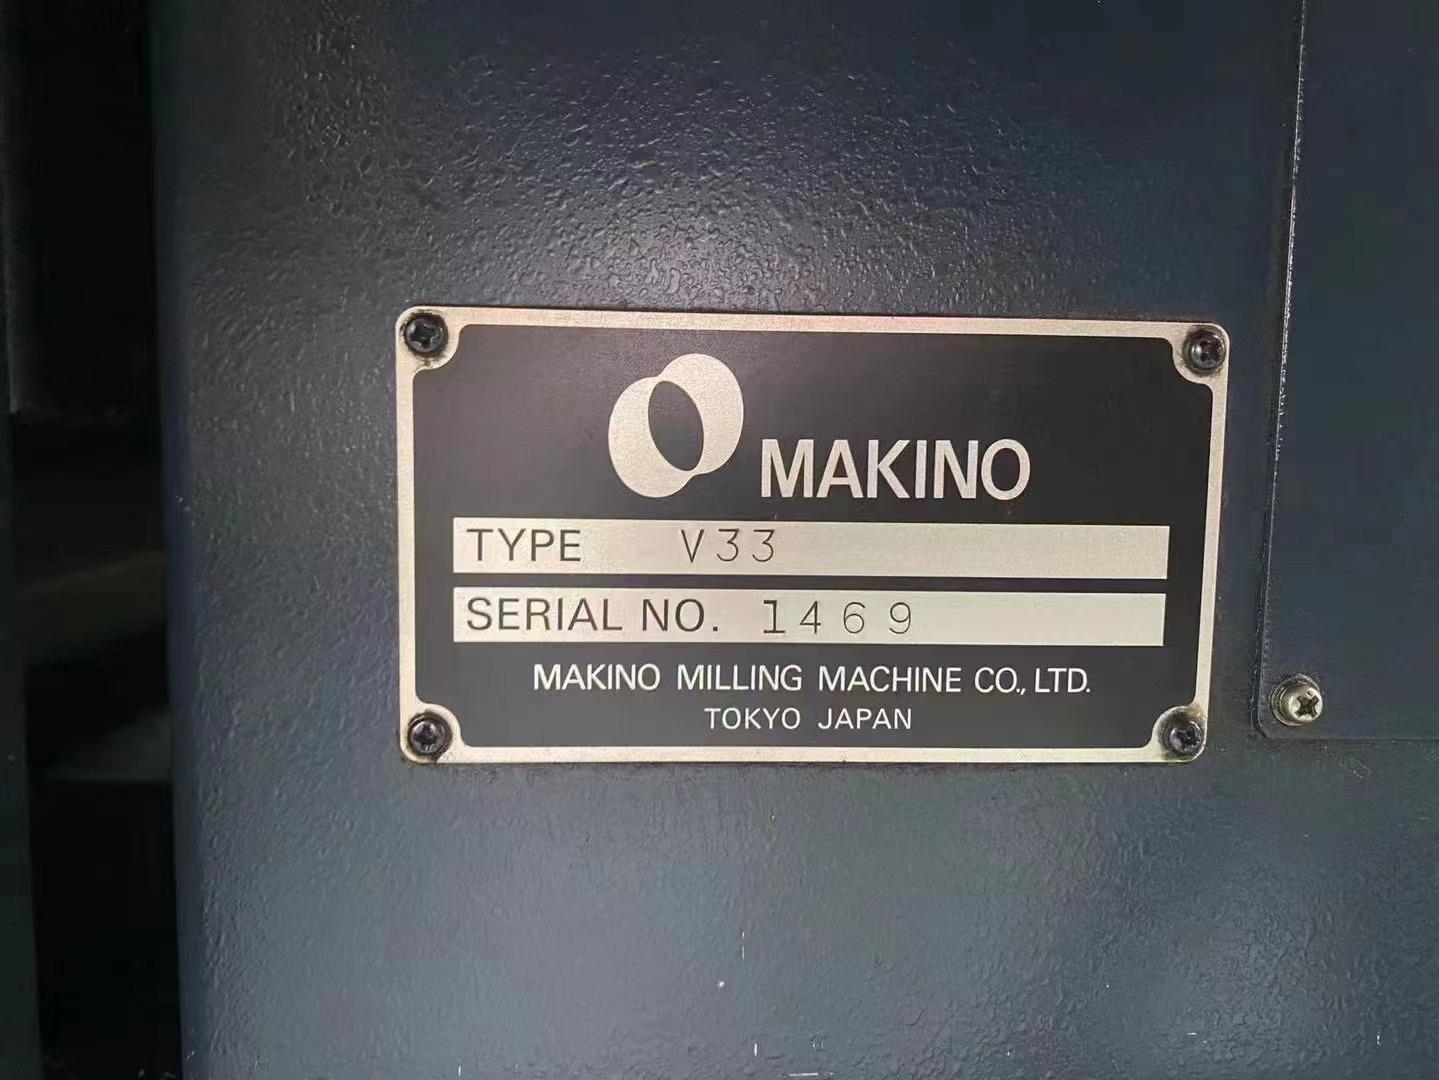 MAKINO
TYPE V33
SERIAL NO. 1469
MAKINO MILLING MACHINE CO., LTD.
TOKYO JAPAN